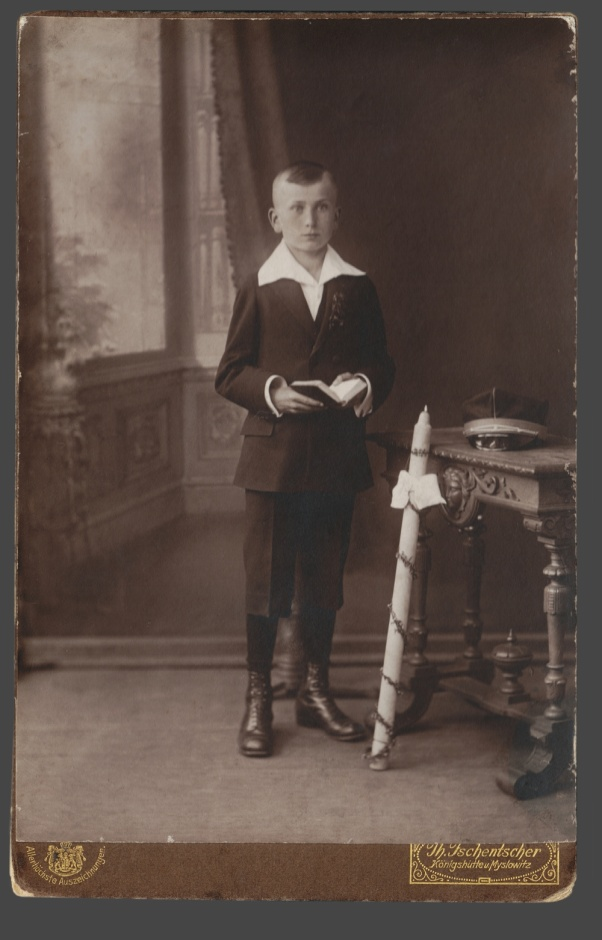 Allerhöchste Auszeichnungen.
Th. Tschentscher
Königshütte u. Myslowitz